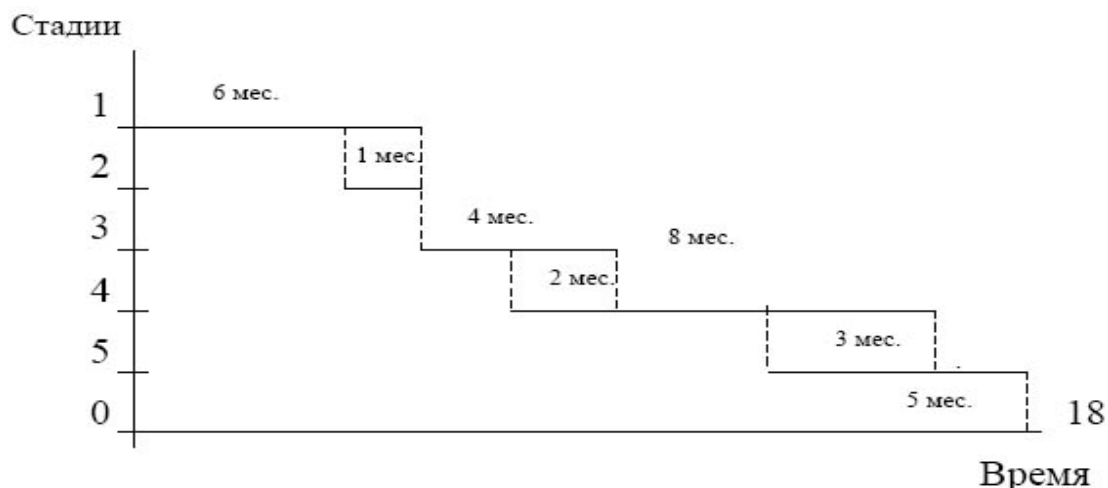 Стадии
6 мес.
1
1 мес.
2
4 мес.
3
8 мес.
2 мес.
4
3 мес.
5
5 мес.
0
18
Время